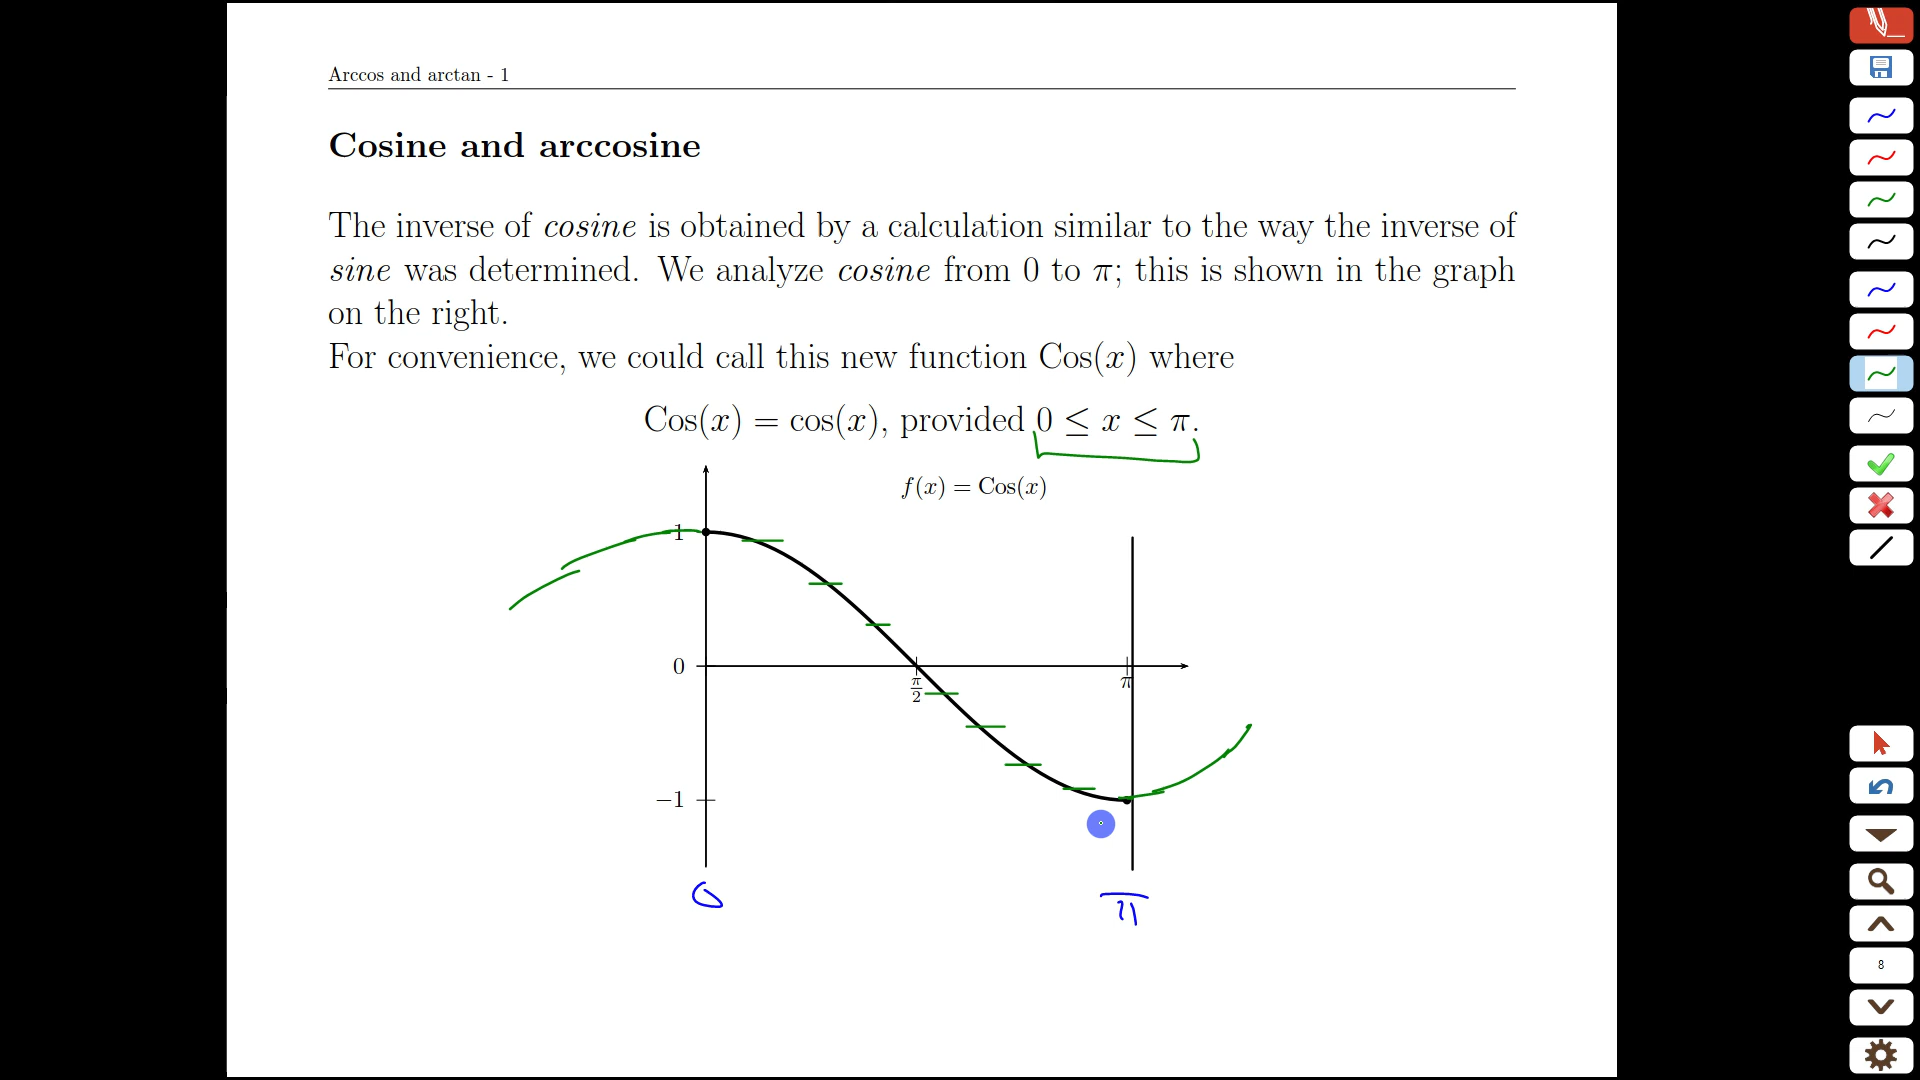 Arccos and arctan - 1
Cosine and arccosine
The inverse of cosine is obtained by a calculation similar to the way the inverse of
sine was determined. We analyze cosine from 0 to π; this is shown in the graph
on the right.
For convenience, we could call this new function Cos(x) where
Cos(x) = cos(x), provided 0 ≤ x ≤ π.
f(x) = Cos(x)
1
0
π/2
π
−1
0
π
8